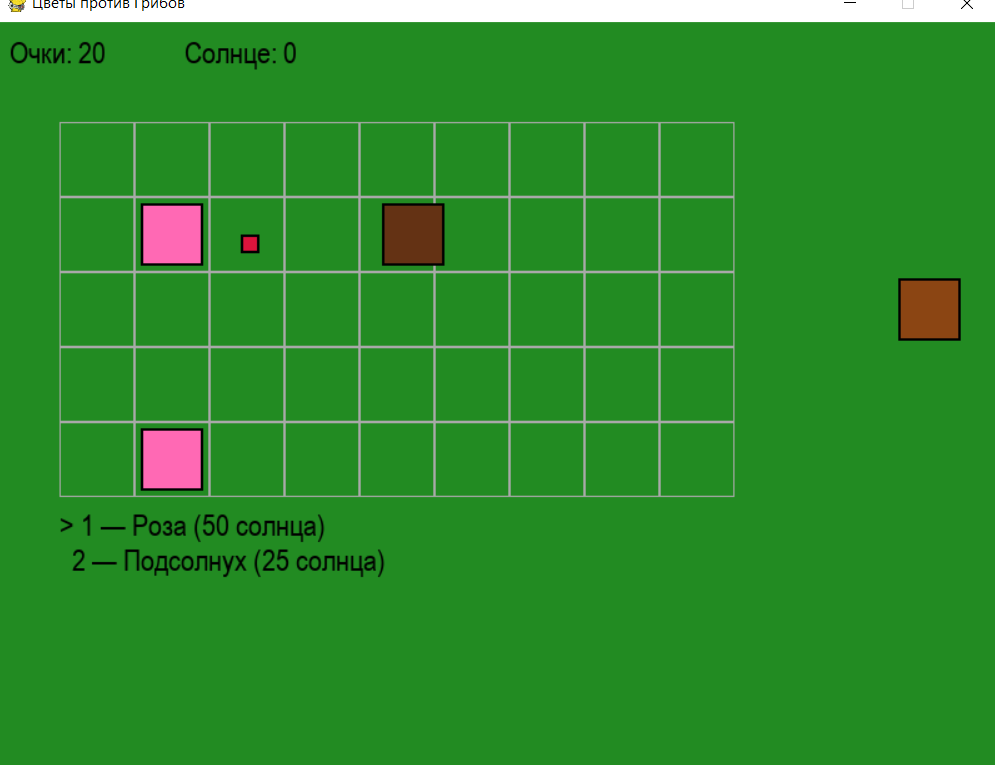 Цветы против Грибов
Очки: 20 Солнце: 0
> 1 — Роза (50 солнца)
2 — Подсолнух (25 солнца)